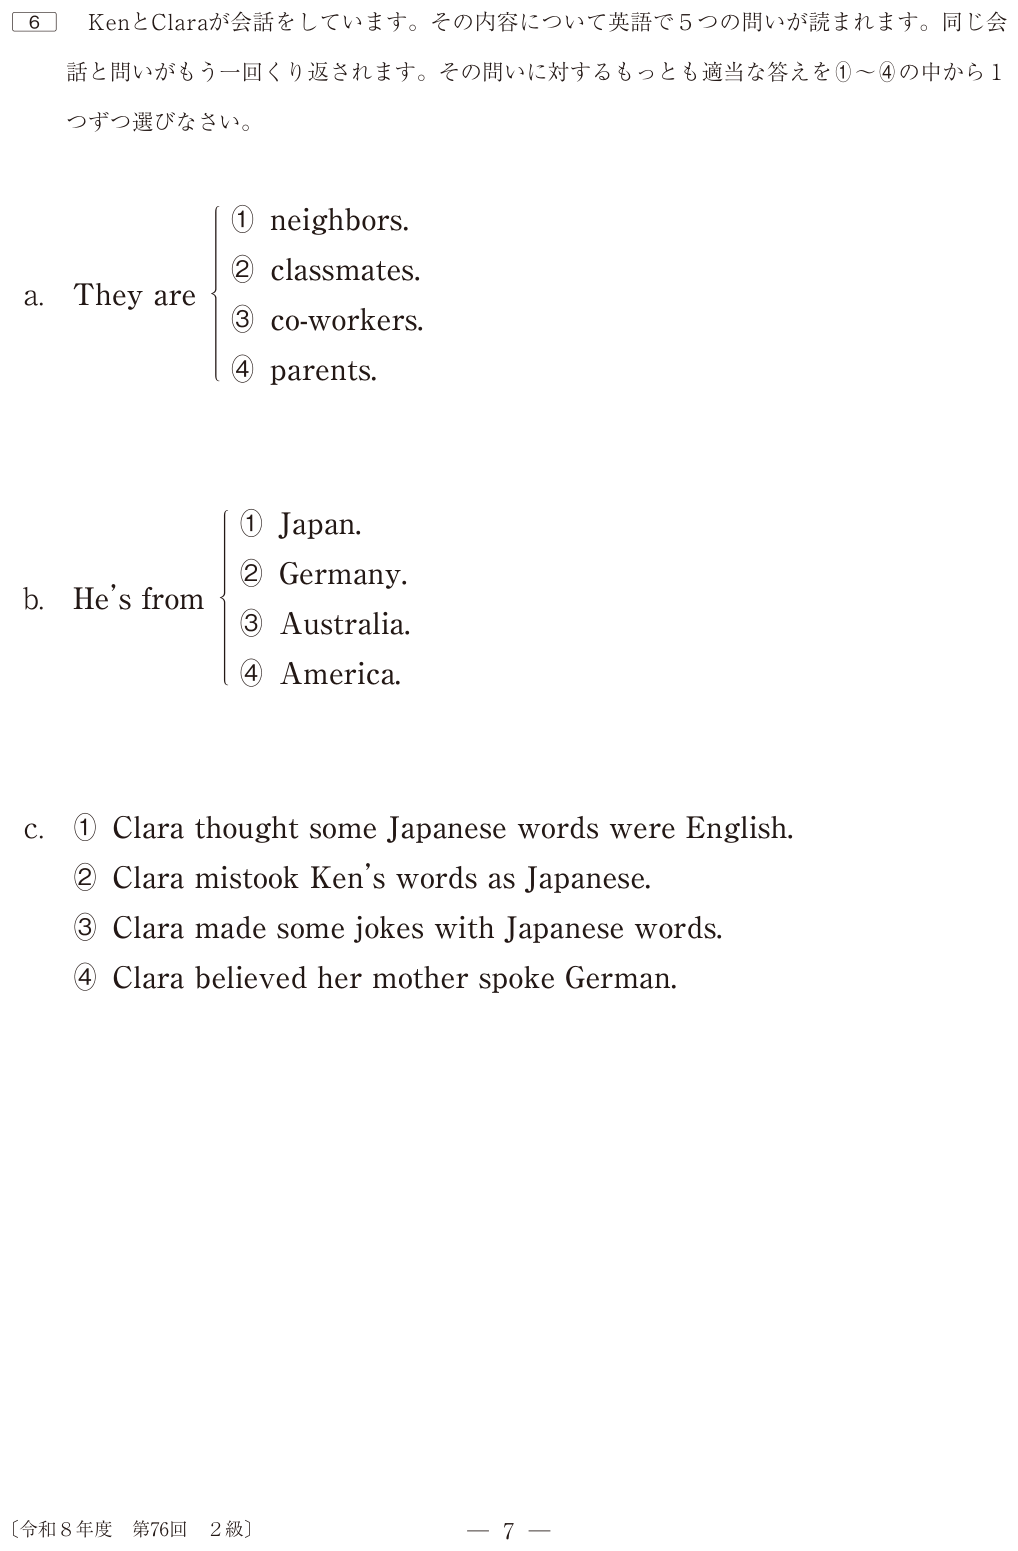 6　KenとClaraが会話をしています。その内容について英語で５つの問いが読まれます。同じ会
話と問いがもう一回くり返されます。その問いに対するもっとも適当な答えを①～④の中から１
つずつ選びなさい。
① neighbors.
② classmates.
a. They are
③ co-workers.
④ parents.
① Japan.
② Germany.
b. He's from
③ Australia.
④ America.
c. ① Clara thought some Japanese words were English.
② Clara mistook Ken's words as Japanese.
③ Clara made some jokes with Japanese words.
④ Clara believed her mother spoke German.
〔令和８年度　第76回　２級〕 — 7 —